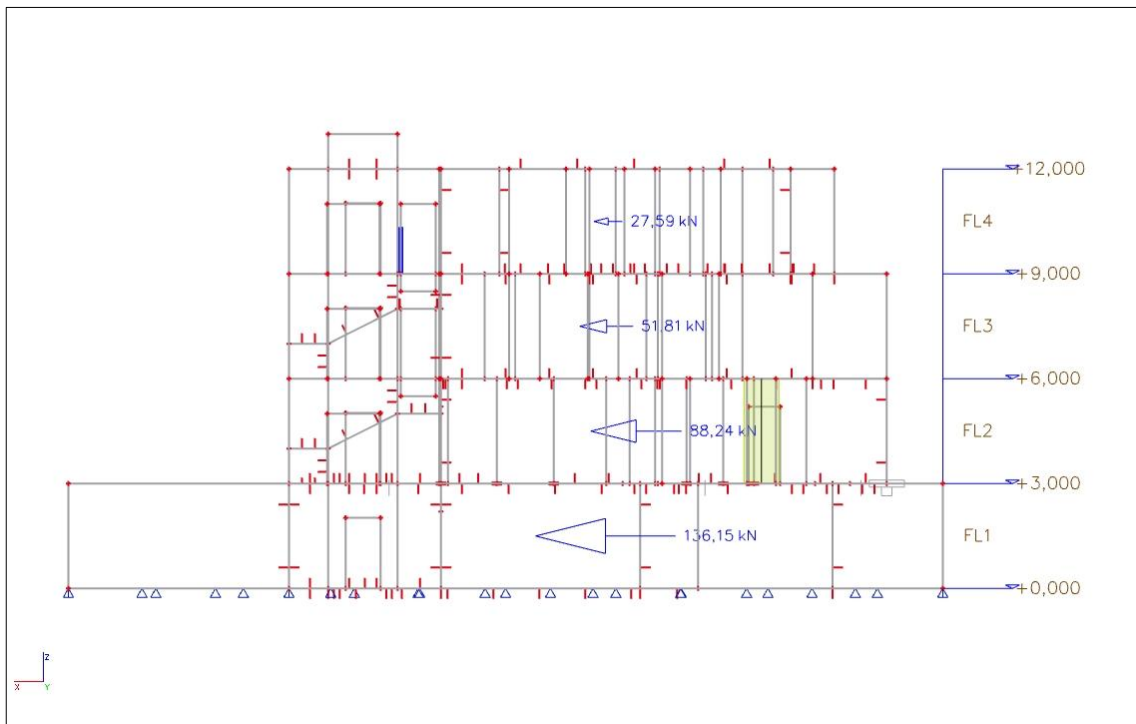 +12,000
27,59 kN
FL4
+9,000
51,81 kN
FL3
+6,000
88,24 kN
FL2
+3,000
136,15 kN
FL1
+0,000
Z
X
Y